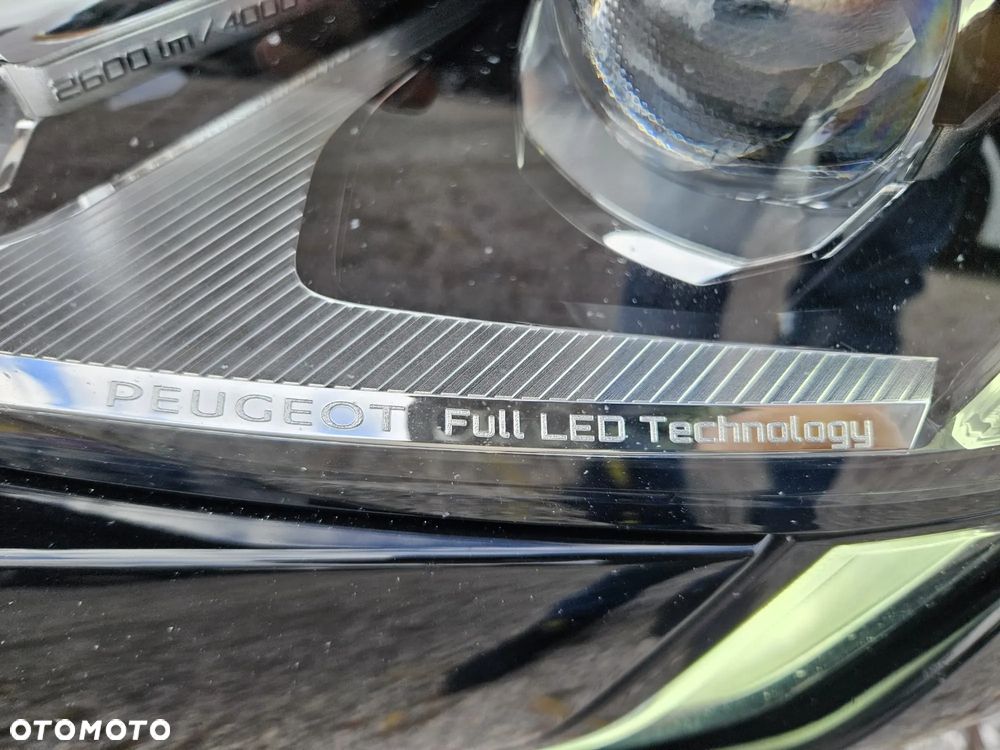 2600 lm/4000
PEUGEOT Full LED Technology
OTOMOTO